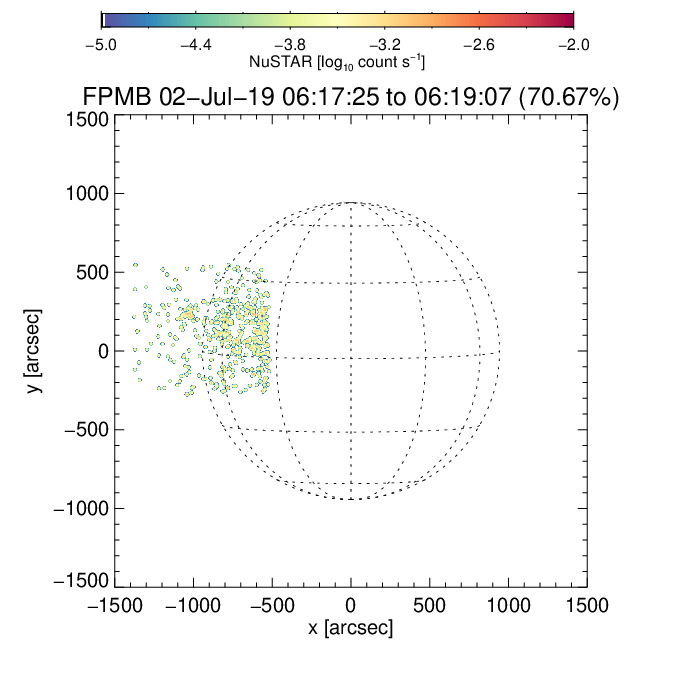 −5.0 −4.4 −3.8 −3.2 −2.6 −2.0
NuSTAR [log10 count s−1]
FPMB 02−Jul−19 06:17:25 to 06:19:07 (70.67%)
1500
1000
500
0
−500
−1000
−1500
y [arcsec]
−1500 −1000 −500 0 500 1000 1500
x [arcsec]